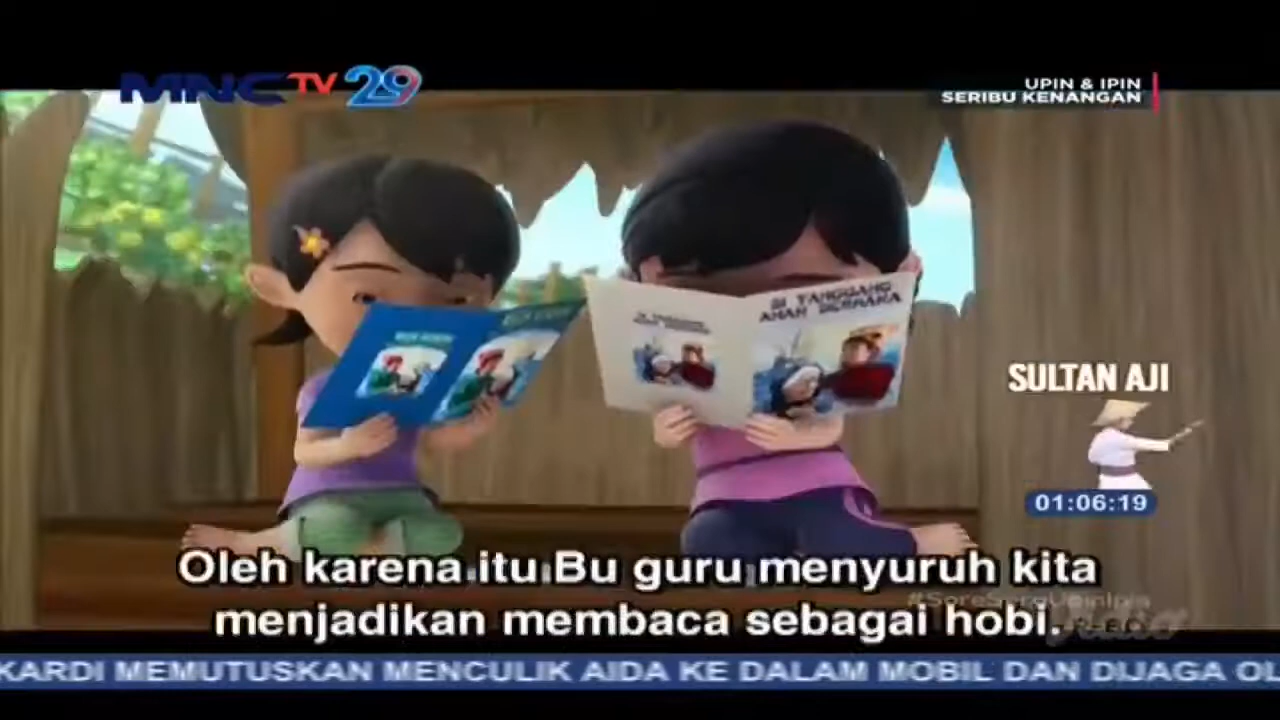 MNCTV 29
UPIN & IPIN
SERIBU KENANGAN
SI TANGGANG
ANAK DERHAKA
SULTAN AJI
01:06:19
Oleh karena itu Bu guru menyuruh kita
menjadikan membaca sebagai hobi.
#SoreSeruUpinIpin
KARDI MEMUTUSKAN MENCULIK AIDA KE DALAM MOBIL DAN DIJAGA OL